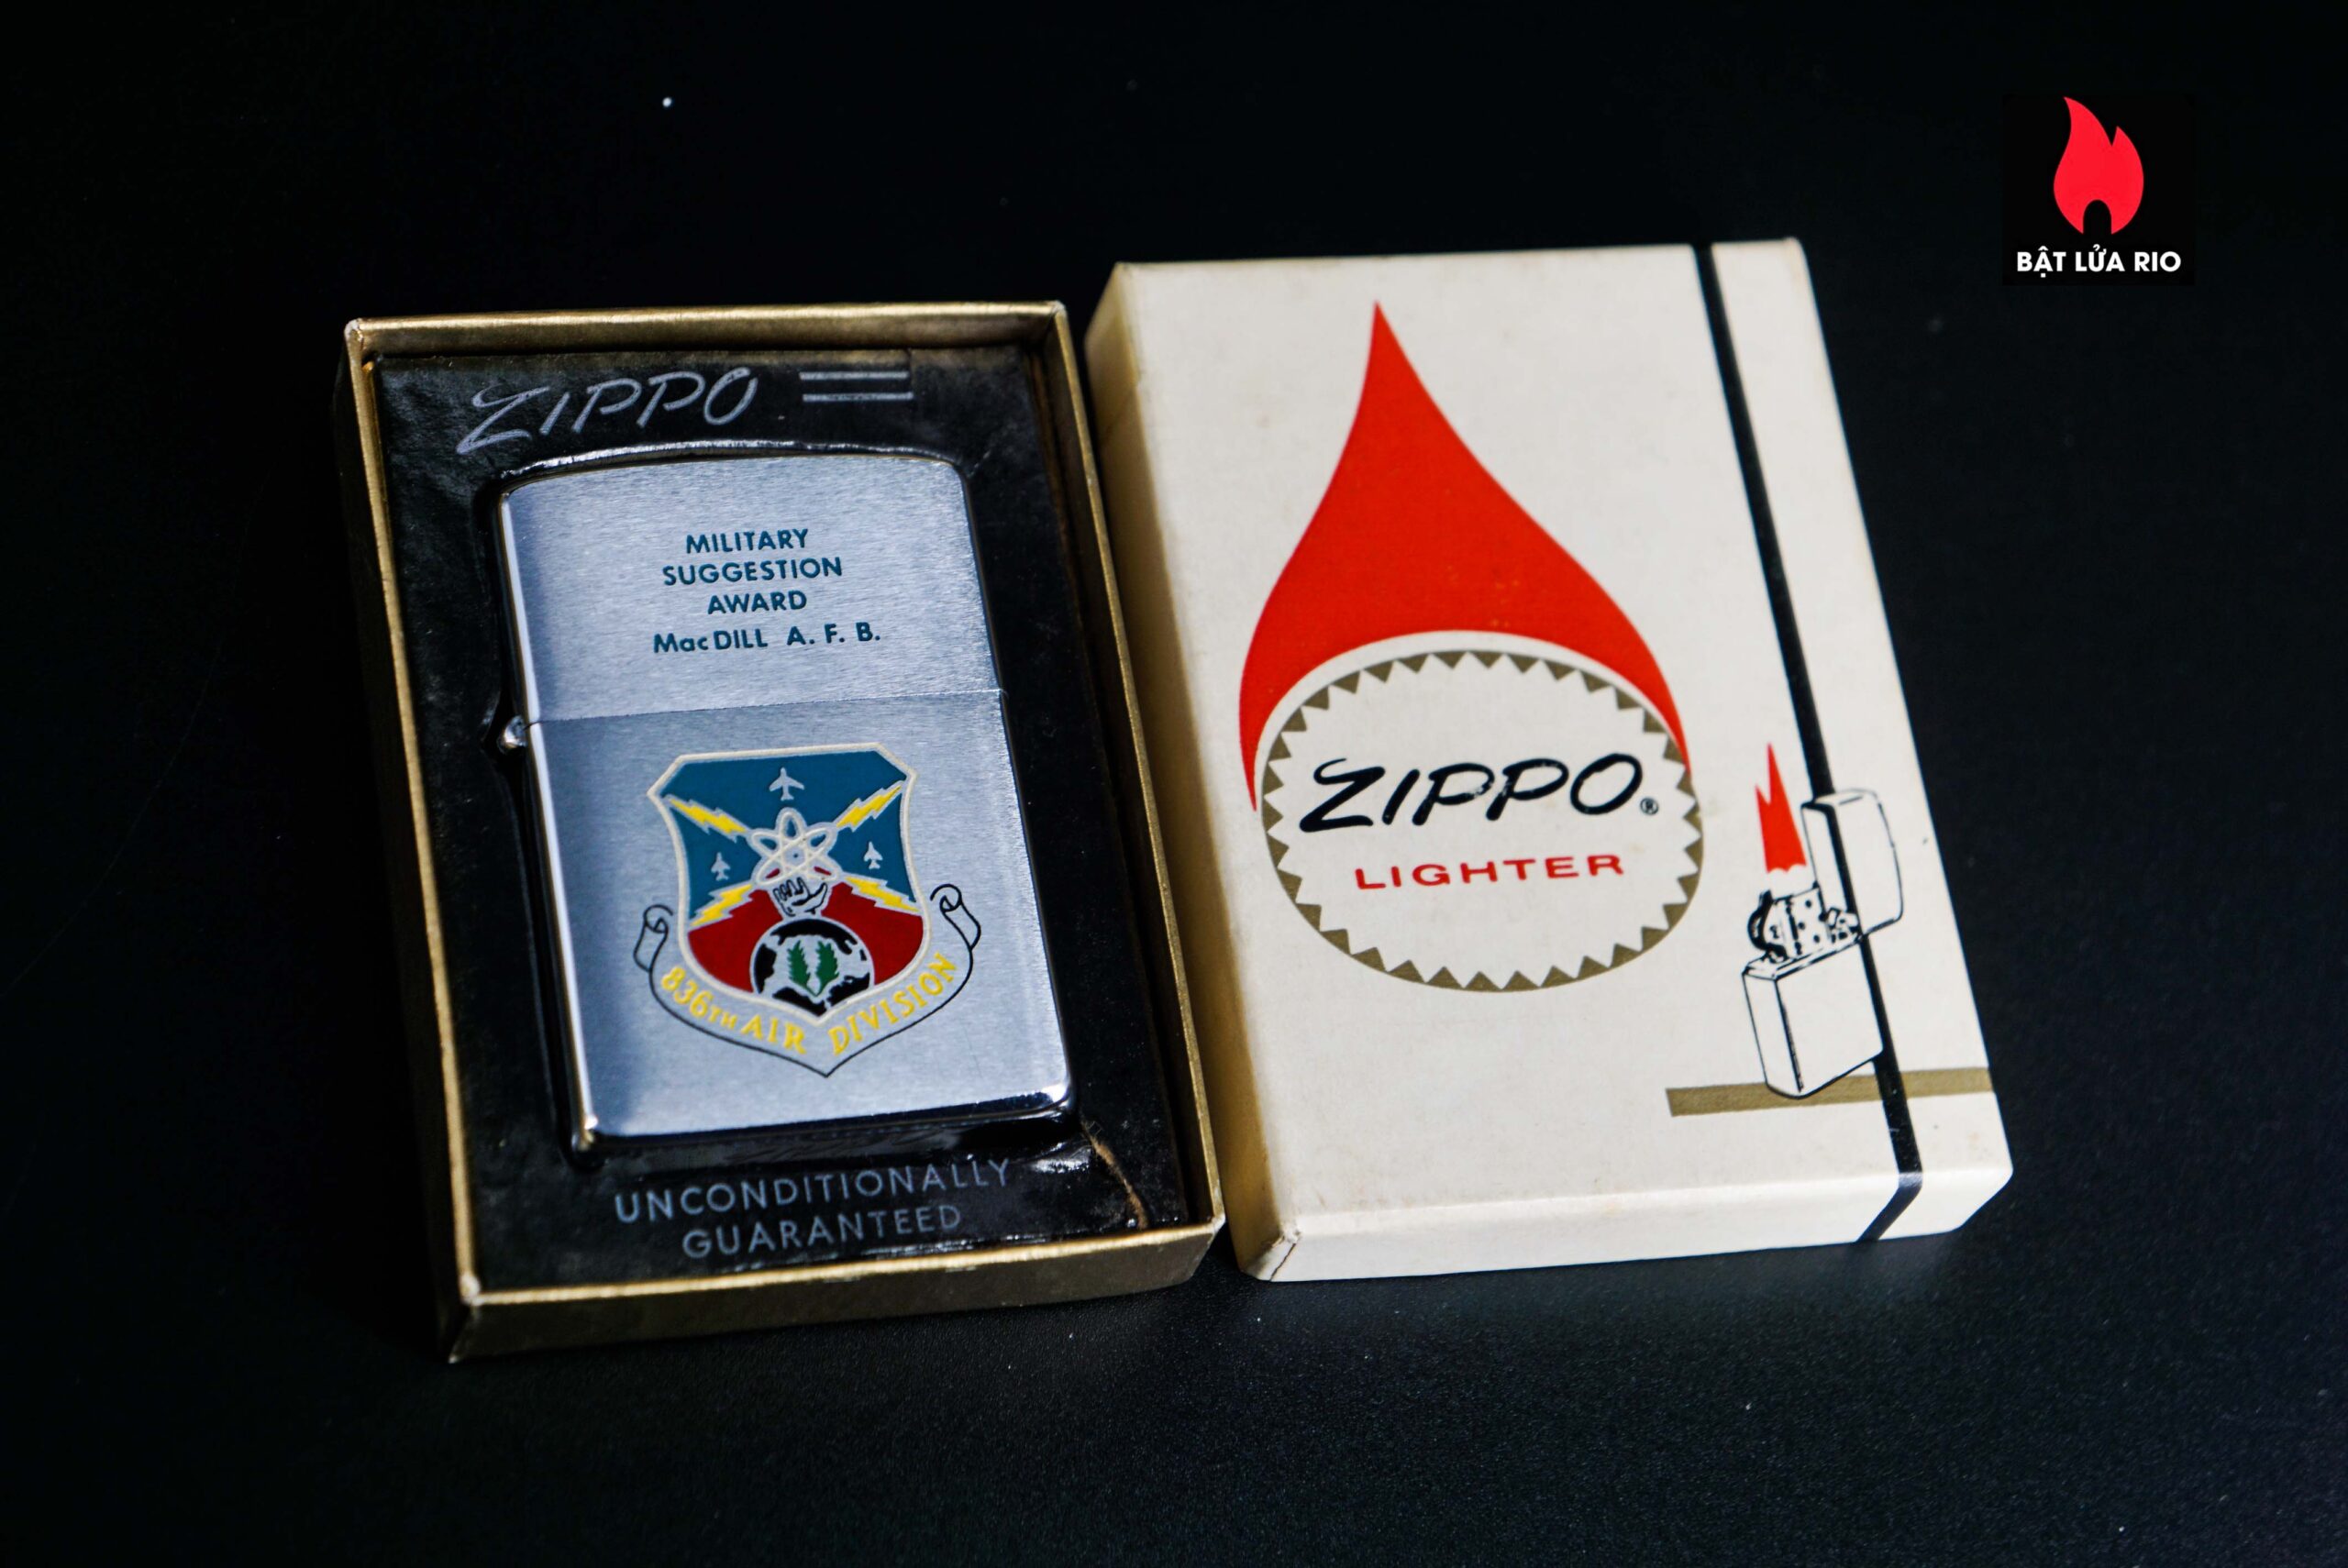 BẬT LỬA RIO
ZIPPO
MILITARY
SUGGESTION
AWARD
MacDILL A. F. B.
836TH AIR DIVISION
UNCONDITIONALLY
GUARANTEED
ZIPPO®
LIGHTER